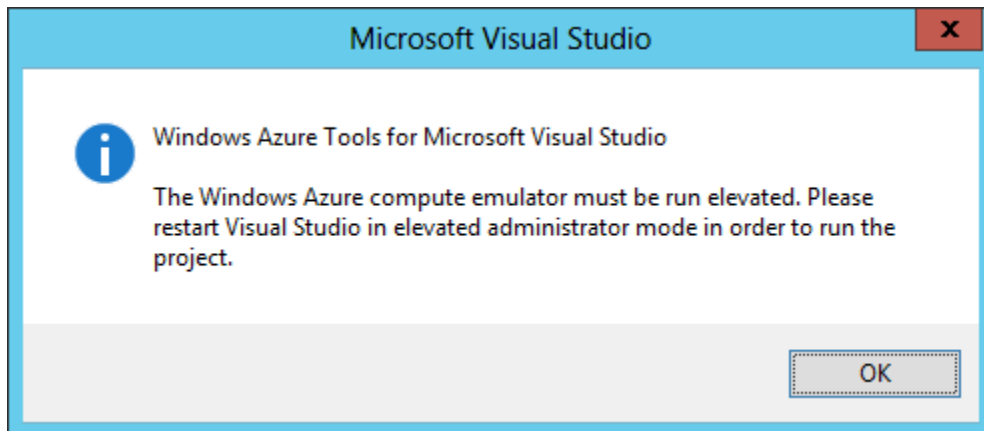 Microsoft Visual Studio
x
Windows Azure Tools for Microsoft Visual Studio
The Windows Azure compute emulator must be run elevated. Please
restart Visual Studio in elevated administrator mode in order to run the
project.
OK